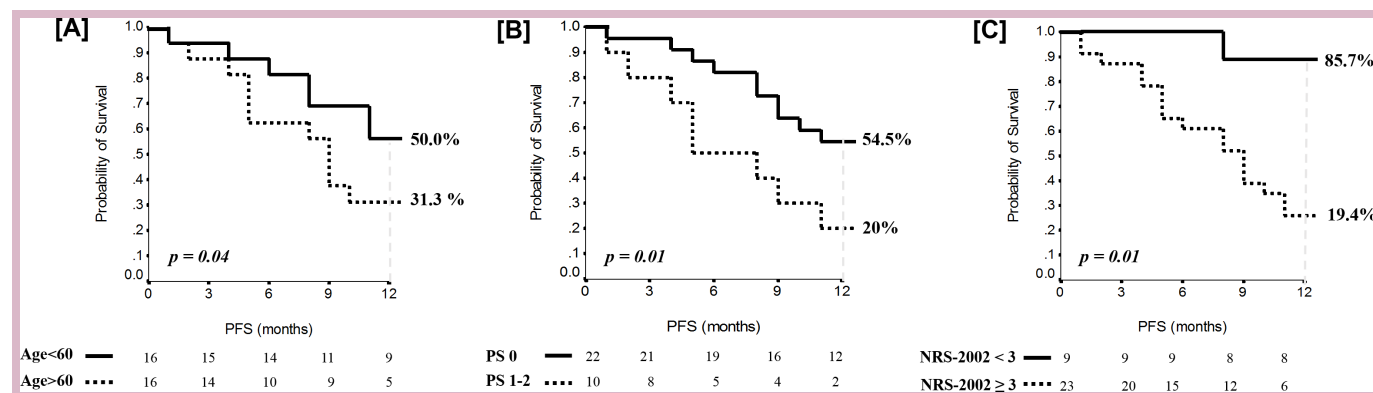 [A]
1.0
.9
.8
.7
.6
.5
.4
.3
.2
.1
0.0
Probability of Survival
50.0%
31.3 %
p = 0.04
0 3 6 9 12
PFS (months)
Age<60 16 15 14 11 9
Age>60 16 14 10 9 5
[B]
1.0
.9
.8
.7
.6
.5
.4
.3
.2
.1
0.0
Probability of Survival
54.5%
20%
p = 0.01
0 3 6 9 12
PFS (months)
PS 0 22 21 19 16 12
PS 1-2 10 8 5 4 2
[C]
1.0
.9
.8
.7
.6
.5
.4
.3
.2
.1
0.0
Probability of Survival
85.7%
19.4%
p = 0.01
0 3 6 9 12
PFS (months)
NRS-2002 < 3 9 9 9 8 8
NRS-2002 ≥ 3 23 20 15 12 6